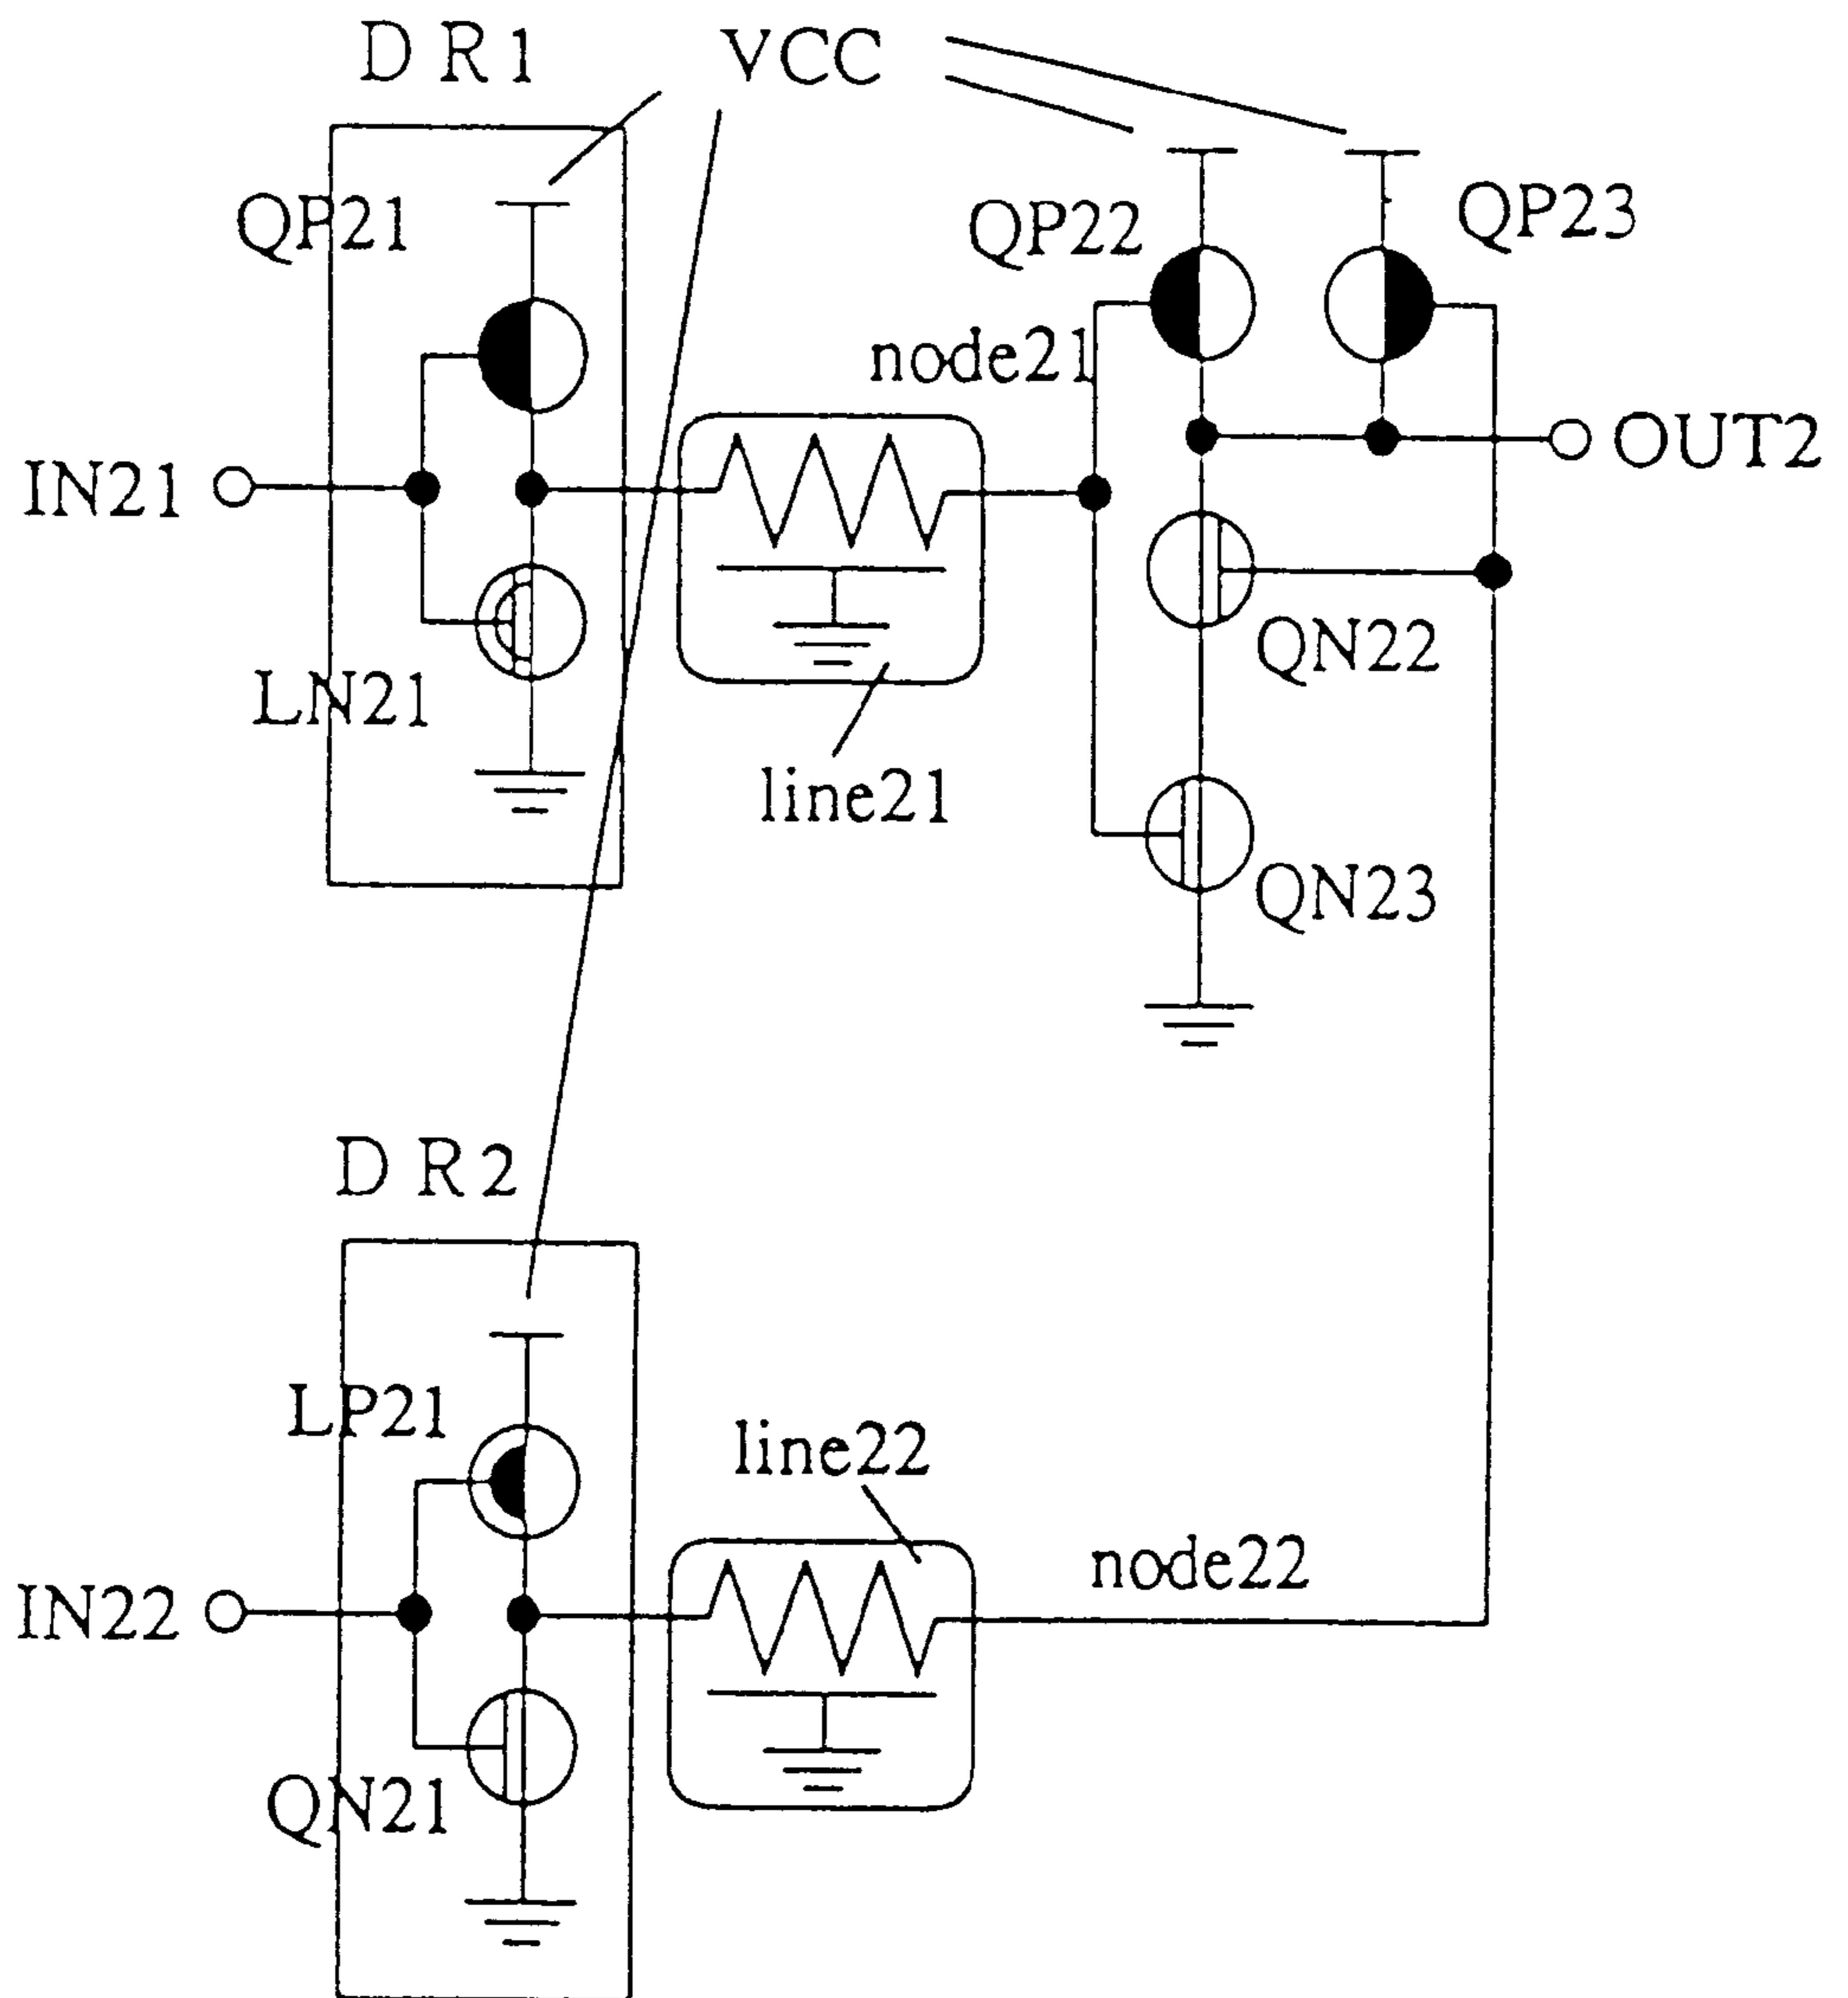 DR1
VCC
QP21
QP22
QP23
node21
OUT2
IN21
QN22
LN21
line21
QN23
DR2
LP21
line22
node22
IN22
QN21